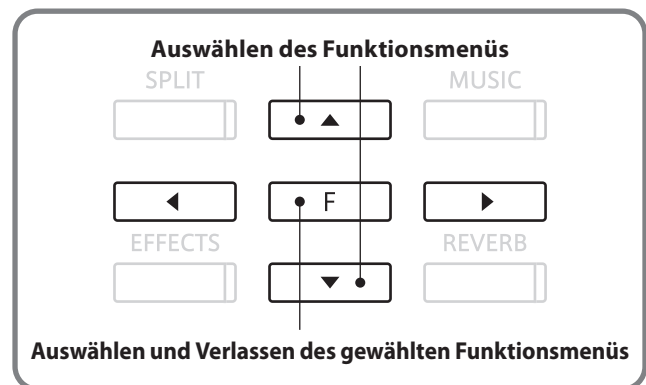 Auswählen des Funktionsmenüs
SPLIT
MUSIC
F
EFFECTS
REVERB
Auswählen und Verlassen des gewählten Funktionsmenüs